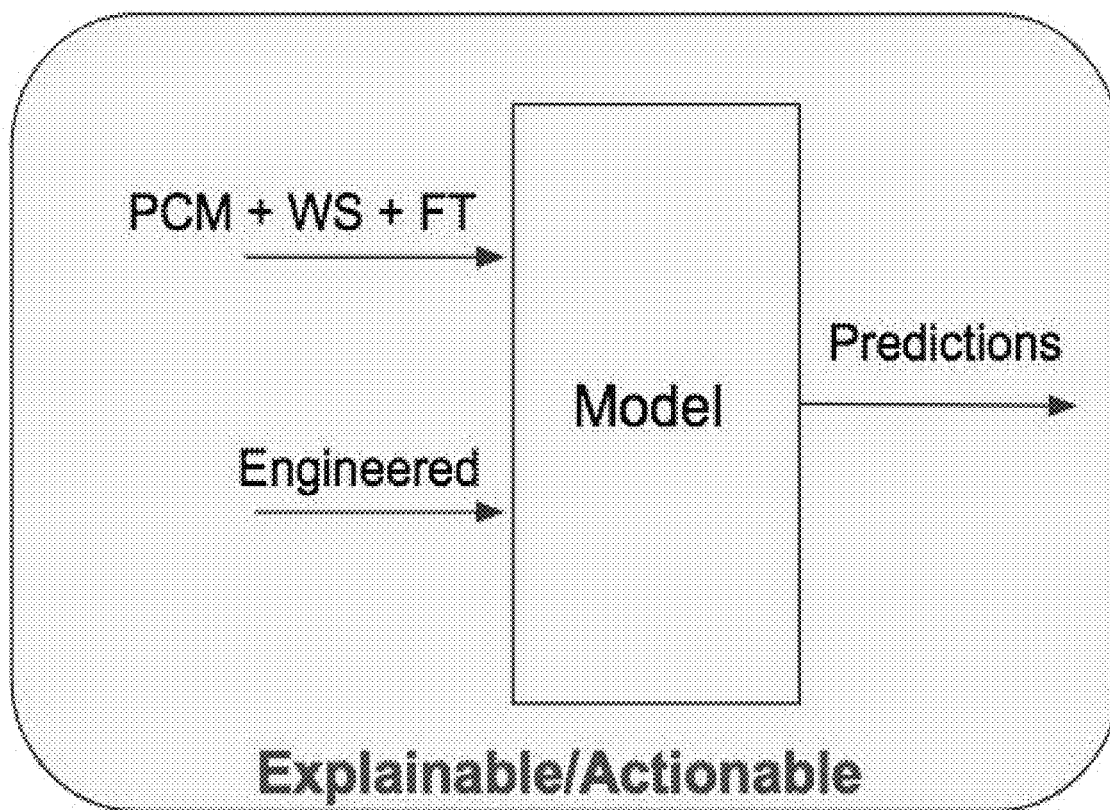 PCM + WS + FT
Predictions
Model
Engineered
Explainable/Actionable